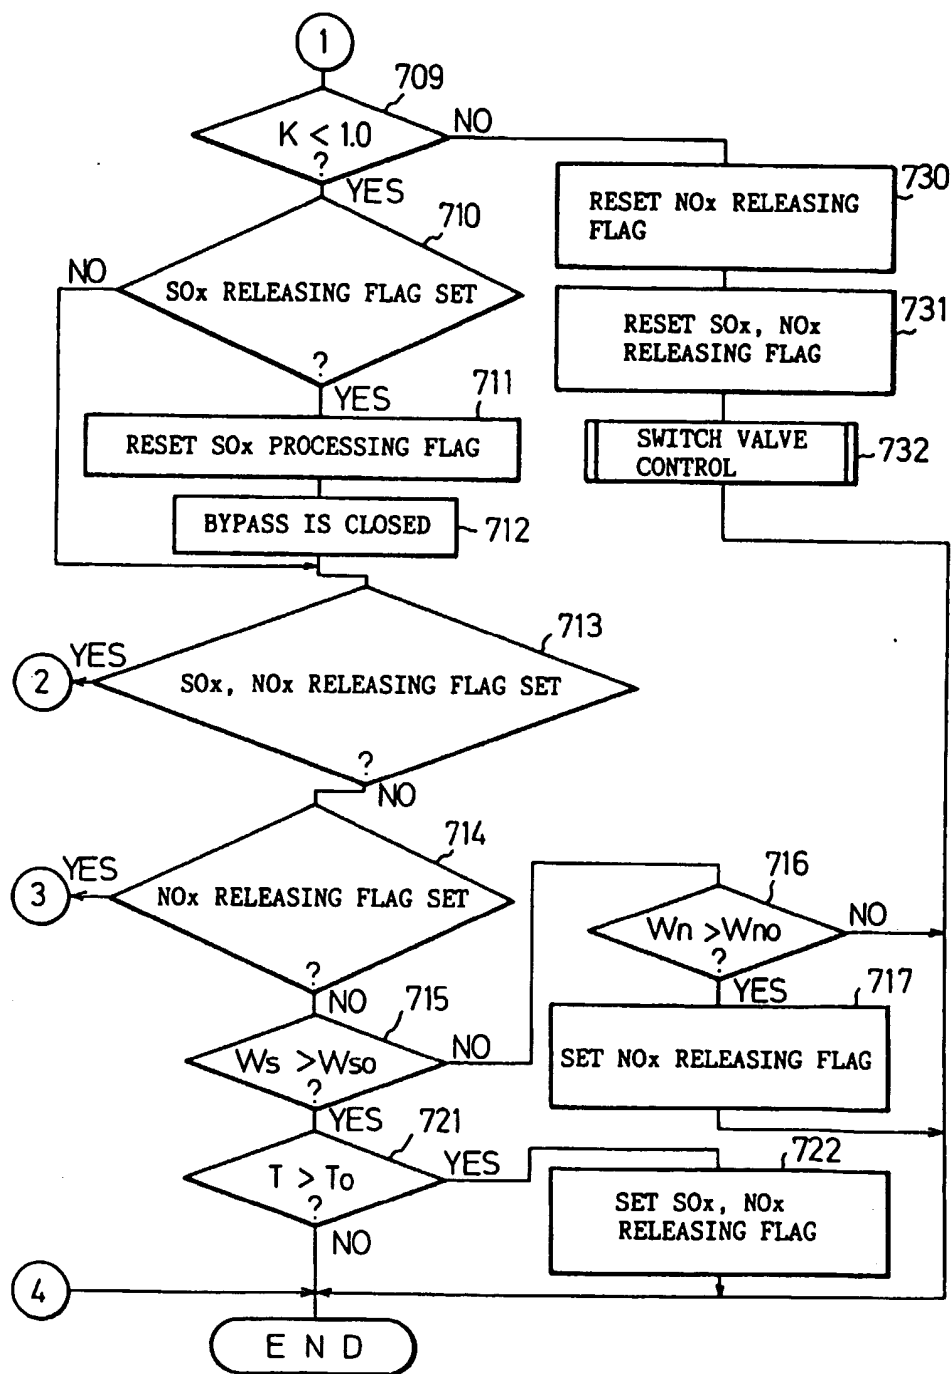 1
709
K < 1.0
?
NO
YES
730
RESET NOx RELEASING
FLAG
710
NO
SOx RELEASING FLAG SET
?
YES
731
RESET SOx, NOx
RELEASING FLAG
711
RESET SOx PROCESSING FLAG
SWITCH VALVE
CONTROL
732
BYPASS IS CLOSED
712
713
YES
2
SOx, NOx RELEASING FLAG SET
?
NO
714
YES
3
NOx RELEASING FLAG SET
?
NO
716
Wn >Wno
?
NO
YES
715
Ws >Wso
?
NO
YES
717
SET NOx RELEASING FLAG
721
T > To
?
YES
NO
722
SET SOx, NOx
RELEASING FLAG
4
END